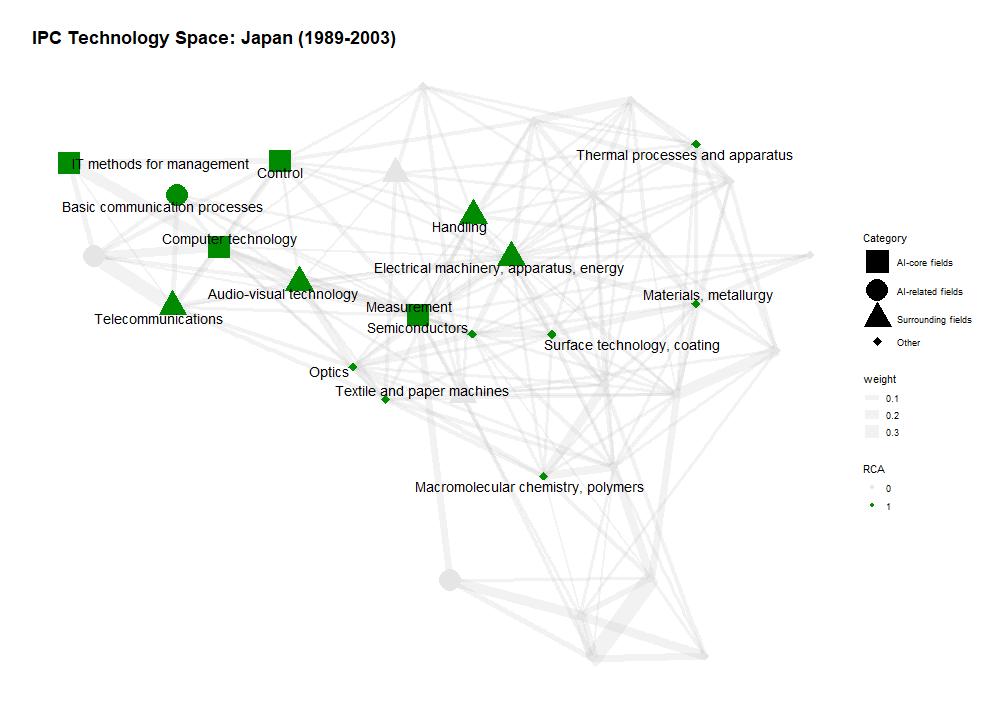 IPC Technology Space: Japan (1989-2003)
Thermal processes and apparatus
IT methods for management
Control
Basic communication processes
Handling
Computer technology
Electrical machinery, apparatus, energy
Audio-visual technology
Materials, metallurgy
Measurement
Telecommunications
Semiconductors
Surface technology, coating
Optics
Textile and paper machines
Macromolecular chemistry, polymers
Category
AI-core fields
AI-related fields
Surrounding fields
Other
weight
0.1
0.2
0.3
RCA
0
1